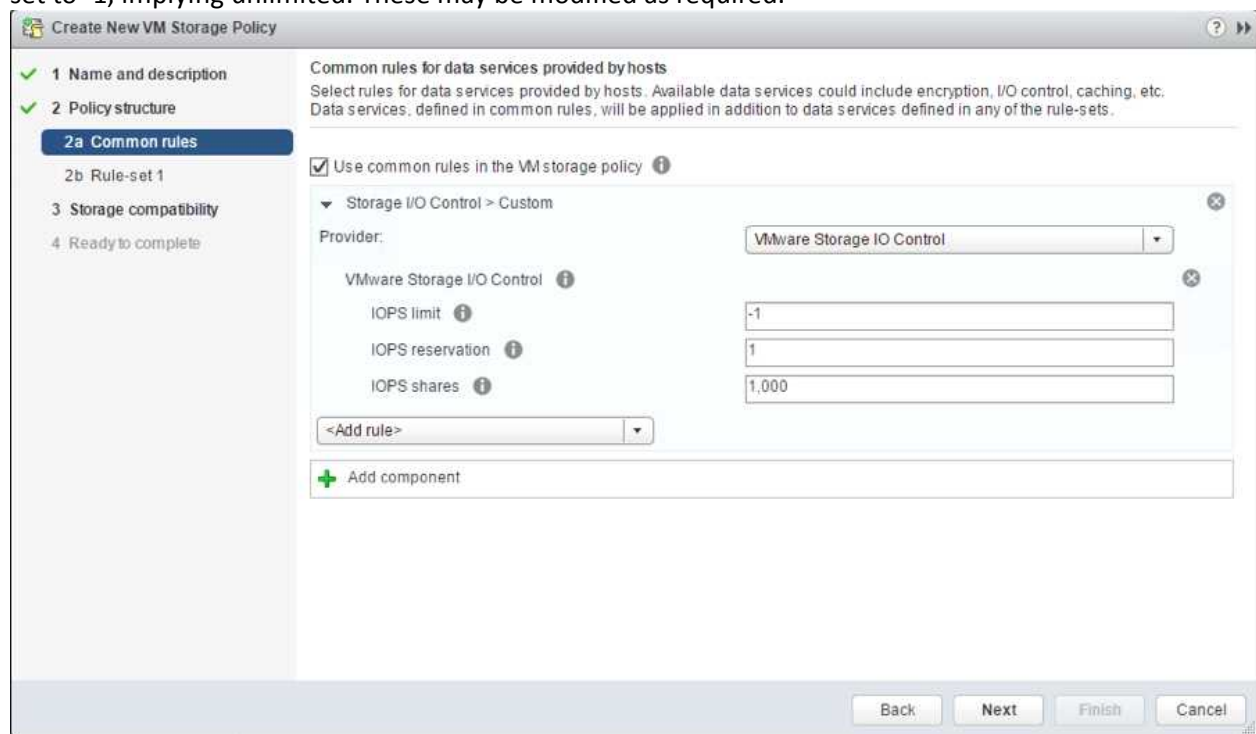 set to -1, implying unlimited. These may be modified as required.
Create New VM Storage Policy
1 Name and description
2 Policy structure
2a Common rules
2b Rule-set 1
3 Storage compatibility
4 Ready to complete
Common rules for data services provided by hosts
Select rules for data services provided by hosts. Available data services could include encryption, I/O control, caching, etc.
Data services, defined in common rules, will be applied in addition to data services defined in any of the rule-sets.
Use common rules in the VM storage policy
Storage I/O Control > Custom
Provider: VMware Storage IO Control
VMware Storage I/O Control
IOPS limit -1
IOPS reservation 1
IOPS shares 1,000
<Add rule>
Add component
Back Next Finish Cancel